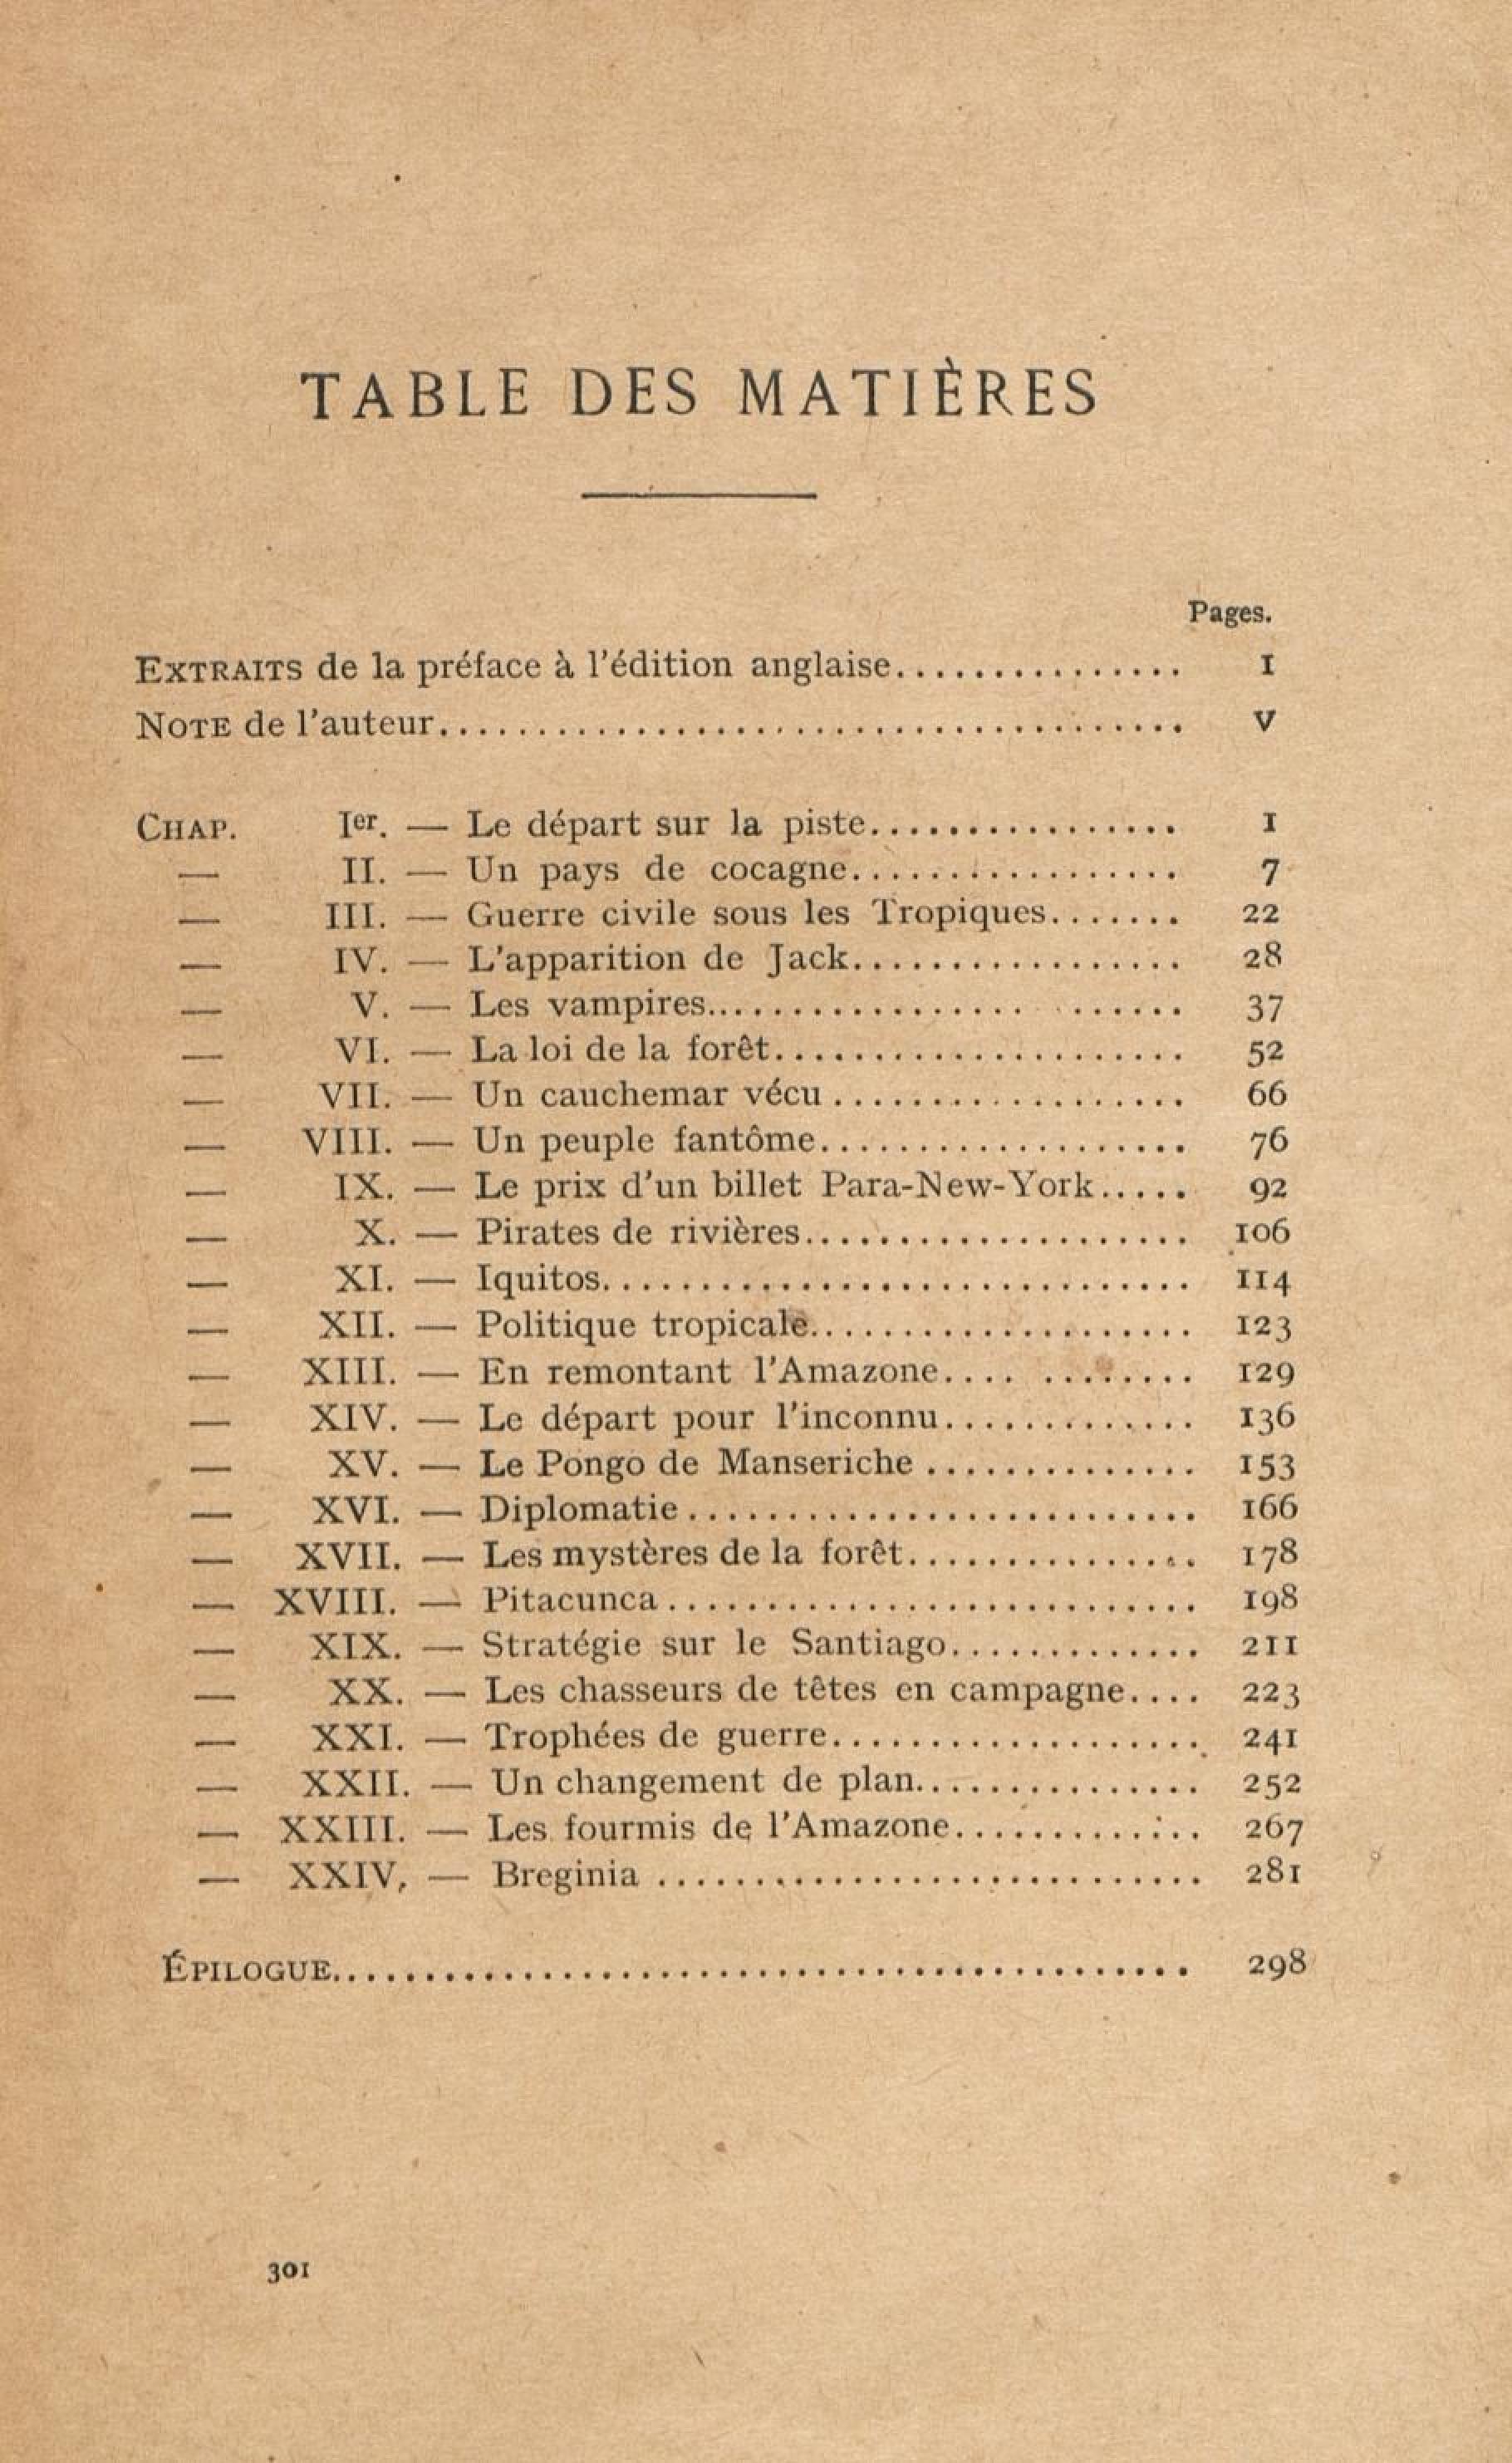 TABLE DES MATIÈRES
Pages.
EXTRAITS de la préface à l'édition anglaise............... I
NOTE de l'auteur...................................... V
CHAP. Ier. — Le départ sur la piste................ 1
— II. — Un pays de cocagne................. 7
— III. — Guerre civile sous les Tropiques....... 22
— IV. — L'apparition de Jack................. 28
— V. — Les vampires........................ 37
— VI. — La loi de la forêt..................... 52
— VII. — Un cauchemar vécu .................. 66
— VIII. — Un peuple fantôme................... 76
— IX. — Le prix d'un billet Para-New-York..... 92
— X. — Pirates de rivières.................... 106
— XI. — Iquitos.............................. 114
— XII. — Politique tropicale.................... 123
— XIII. — En remontant l'Amazone.... ........ 129
— XIV. — Le départ pour l'inconnu............. 136
— XV. — Le Pongo de Manseriche .............. 153
— XVI. — Diplomatie.......................... 166
— XVII. — Les mystères de la forêt............... 178
— XVIII. — Pitacunca........................... 198
— XIX. — Stratégie sur le Santiago............. 211
— XX. — Les chasseurs de têtes en campagne.... 223
— XXI. — Trophées de guerre................... 241
— XXII. — Un changement de plan............... 252
— XXIII. — Les fourmis de l'Amazone............. 267
— XXIV, — Breginia ............................ 281
ÉPILOGUE............................................ 298
301